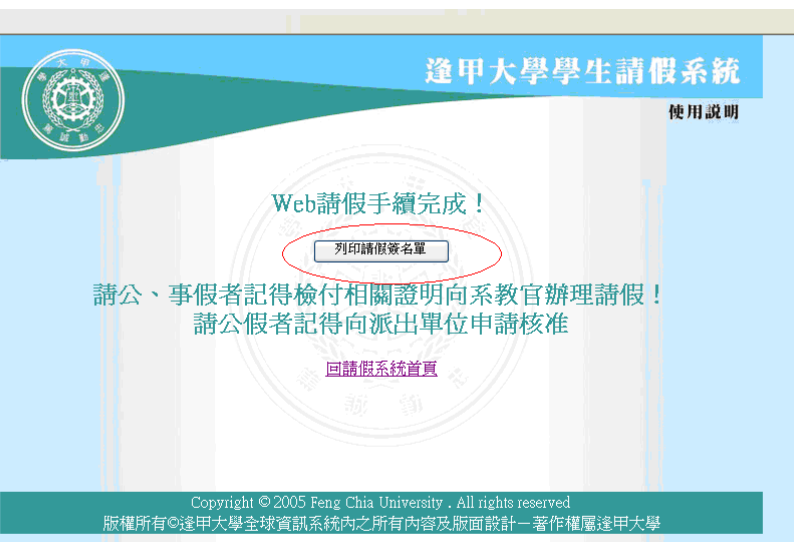 逢甲大學學生請假系統
使用說明
Web請假手續完成！
列印請假簽名單
請公、事假者記得檢付相關證明向系教官辦理請假！
請公假者記得向派出單位申請核准
回請假系統首頁
Copyright © 2005 Feng Chia University . All rights reserved
版權所有©逢甲大學全球資訊系統內之所有內容及版面設計－著作權屬逢甲大學